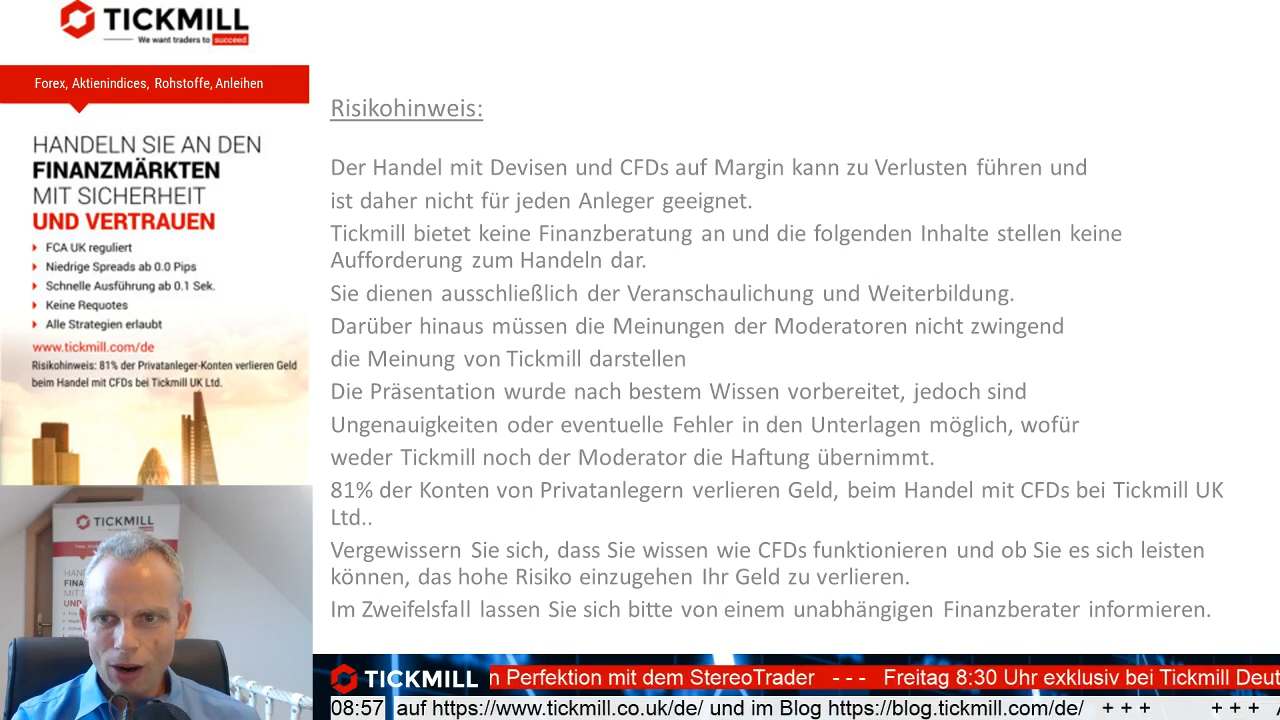 TICKMILL
We want traders to succeed
Forex, Aktienindices, Rohstoffe, Anleihen
HANDELN SIE AN DEN
FINANZMÄRKTEN
MIT SICHERHEIT
UND VERTRAUEN
FCA UK reguliert
Niedrige Spreads ab 0.0 Pips
Schnelle Ausführung ab 0.1 Sek.
Keine Requotes
Alle Strategien erlaubt
www.tickmill.com/de
Risikohinweis: 81% der Privatanleger-Konten verlieren Geld
beim Handel mit CFDs bei Tickmill UK Ltd.
TICKMILL
Risikohinweis:
Der Handel mit Devisen und CFDs auf Margin kann zu Verlusten führen und
ist daher nicht für jeden Anleger geeignet.
Tickmill bietet keine Finanzberatung an und die folgenden Inhalte stellen keine
Aufforderung zum Handeln dar.
Sie dienen ausschließlich der Veranschaulichung und Weiterbildung.
Darüber hinaus müssen die Meinungen der Moderatoren nicht zwingend
die Meinung von Tickmill darstellen
Die Präsentation wurde nach bestem Wissen vorbereitet, jedoch sind
Ungenauigkeiten oder eventuelle Fehler in den Unterlagen möglich, wofür
weder Tickmill noch der Moderator die Haftung übernimmt.
81% der Konten von Privatanlegern verlieren Geld, beim Handel mit CFDs bei Tickmill UK
Ltd..
Vergewissern Sie sich, dass Sie wissen wie CFDs funktionieren und ob Sie es sich leisten
können, das hohe Risiko einzugehen Ihr Geld zu verlieren.
Im Zweifelsfall lassen Sie sich bitte von einem unabhängigen Finanzberater informieren.
TICKMILL n Perfektion mit dem StereoTrader - - - Freitag 8:30 Uhr exklusiv bei Tickmill Deut
08:57 auf https://www.tickmill.co.uk/de/ und im Blog https://blog.tickmill.com/de/ + + + + + +